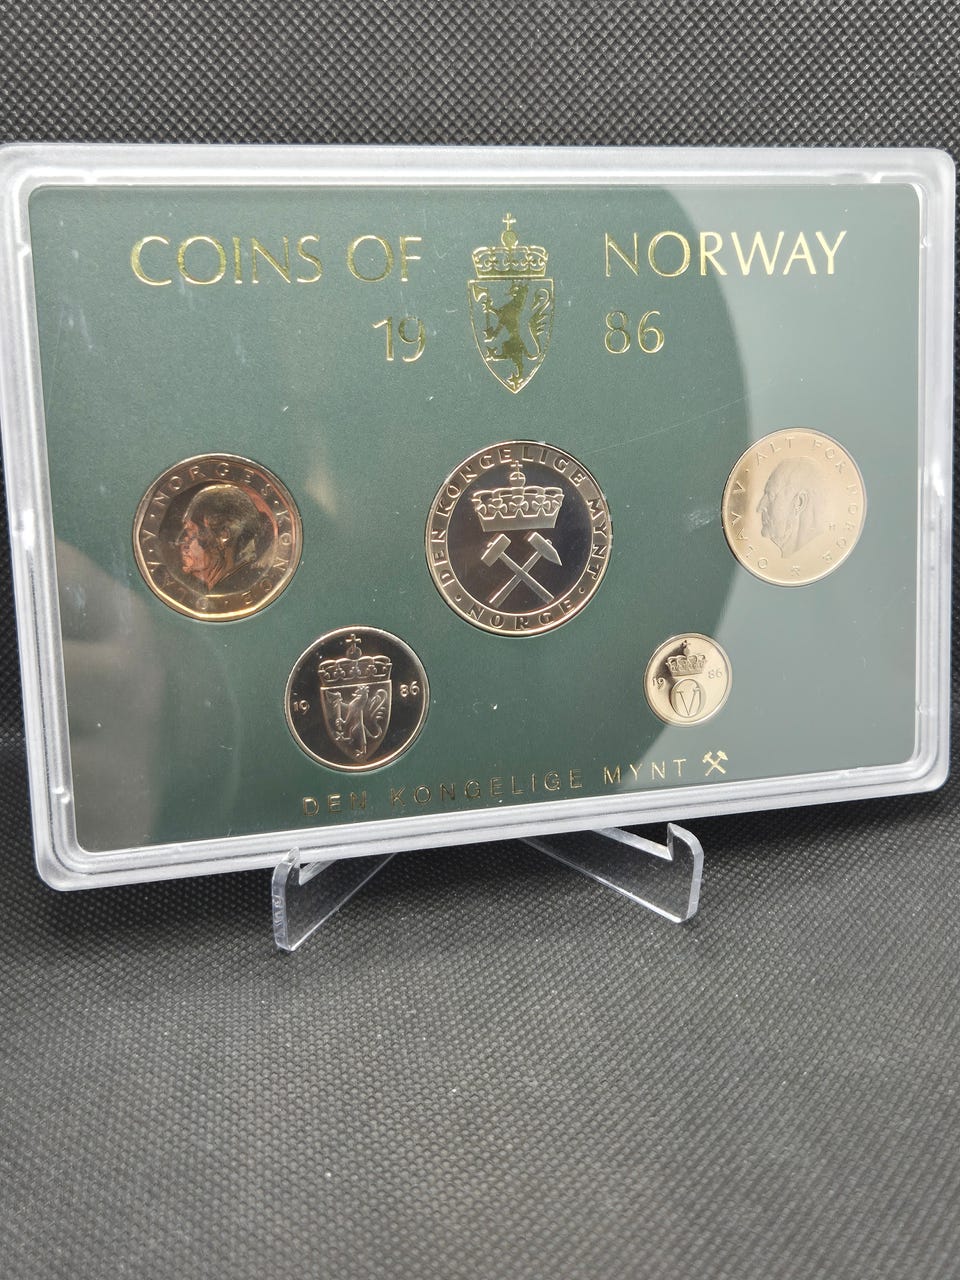 COINS OF NORWAY
19 86
OLAV · V · NORGES · KONGE
DEN KONGELIGE MYNT · NORGE ·
OLAV V · ALT FOR NORGE
19 86
19 V 86
DEN KONGELIGE MYNT